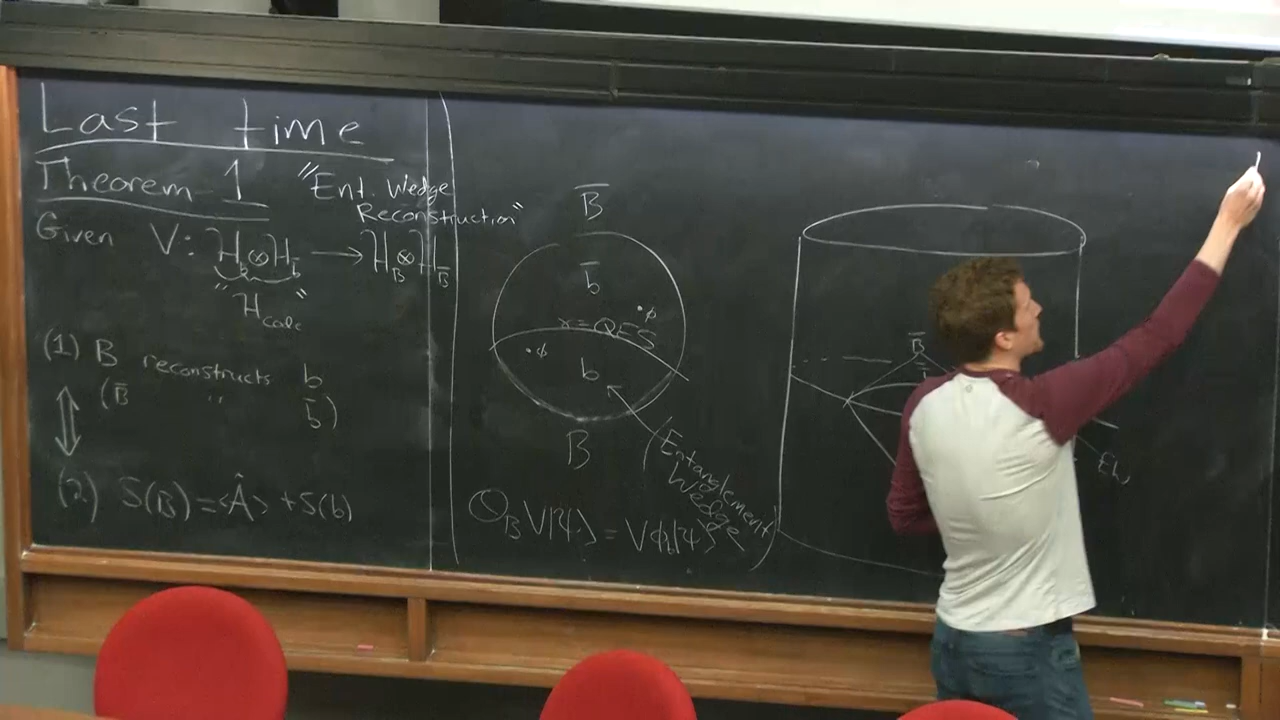 Last time
Theorem 1 "Ent. Wedge
Reconstruction"
Given V: H_b⊗H_b̅ → H_B⊗H_B̅
"H_code"
(1) B reconstructs b
(B̅ " b̅)
⇕
(2) S(B) = <Â> + S(b)
B̅
b̅
·φ
γ=QES
·φ
b
B
(Entanglement
Wedge)
O_B V|Ψ⟩ = Vφ_b|Ψ⟩
B̅
EW